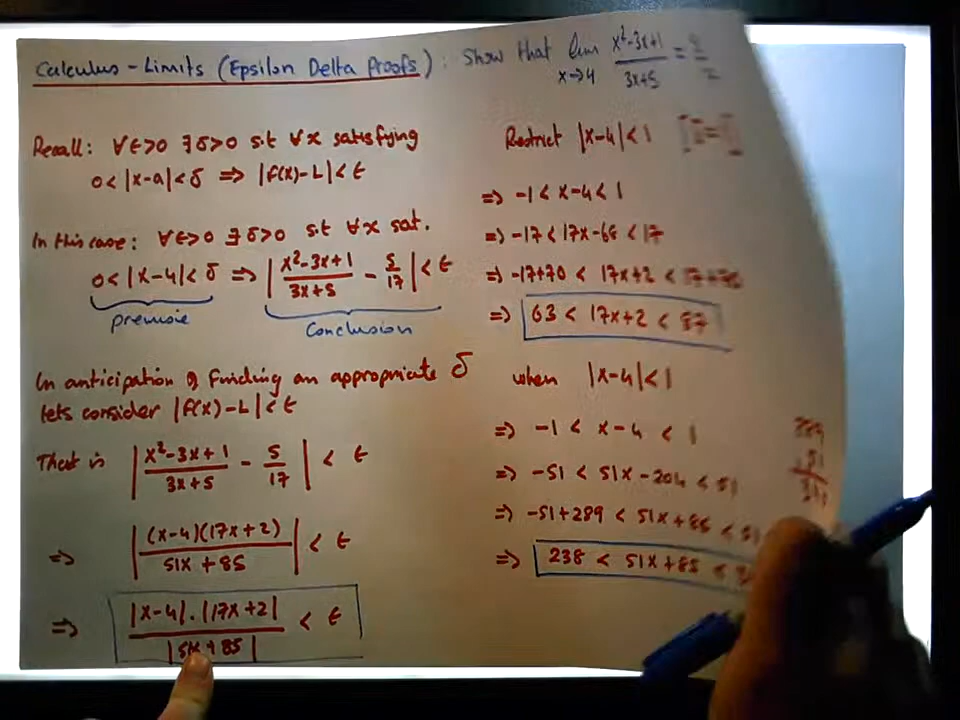 Calculus - Limits (Epsilon Delta Proofs) : Show that lim x→4 x²-3x+1 / 3x+5 =
Recall: ∀ε>0 ∃δ>0 s.t ∀x satisfying
0<|x-a|<δ ⇒ |f(x)-L|<ε
In this case: ∀ε>0 ∃δ>0 s.t ∀x sat.
0<|x-4|<δ ⇒ | x²-3x+1 / 3x+5 - 5/17 | < ε
premise
Conclusion
In anticipation of finding an appropriate δ
lets consider |f(x)-L|<ε
That is | x²-3x+1 / 3x+5 - 5/17 | < ε
⇒ | (x-4)(17x+2) / 51x+85 | < ε
⇒ |x-4|.|17x+2| / |51x+85| < ε
Restrict |x-4|<1
⇒ -1 < x-4 < 1
⇒ -17 < 17x-68 < 17
⇒ -17+70 < 17x+2 < 17+70
⇒ 63 < 17x+2 < 87
when |x-4|<1
⇒ -1 < x-4 < 1
⇒ -51 < 51x-204 < 51
⇒ -51+289 < 51x+85 <
⇒ 238 < 51x+85 <
289
51